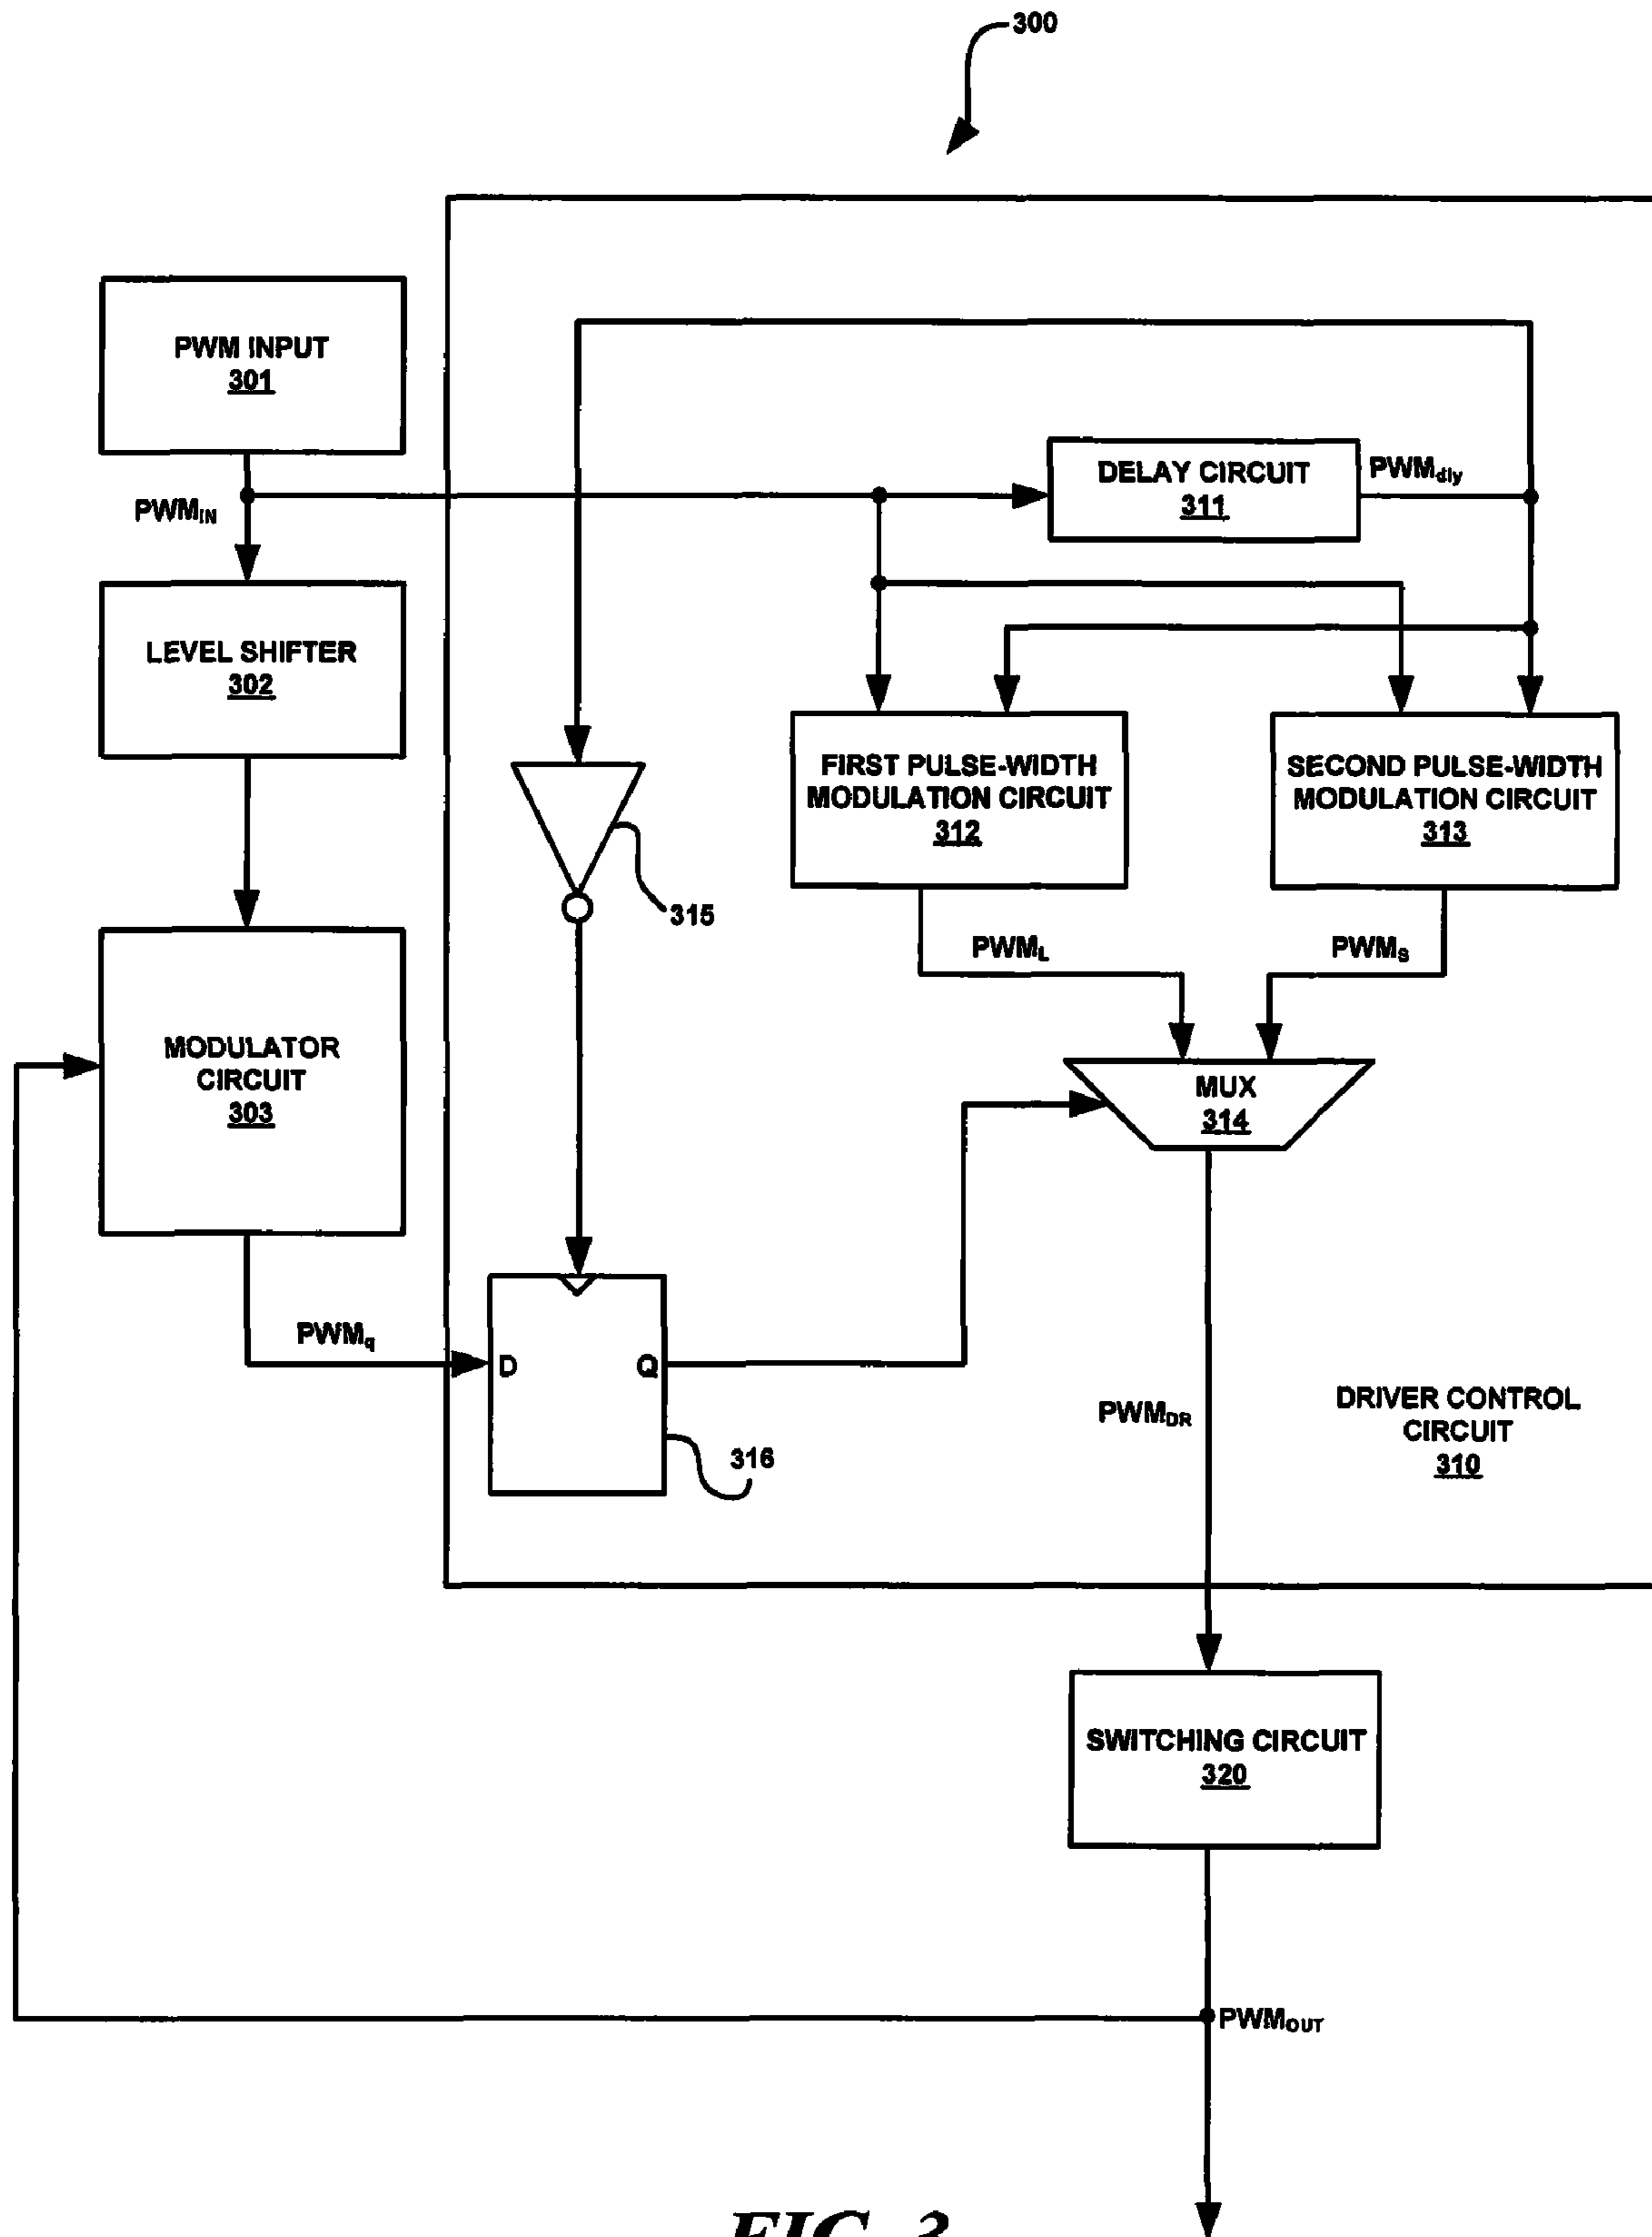 300
PWM INPUT
301
PWM_IN
DELAY CIRCUIT
311
PWM_dly
LEVEL SHIFTER
302
FIRST PULSE-WIDTH
MODULATION CIRCUIT
312
SECOND PULSE-WIDTH
MODULATION CIRCUIT
313
315
PWM_L
PWM_S
MODULATOR
CIRCUIT
303
MUX
314
PWM_q
D
Q
316
PWM_DR
DRIVER CONTROL
CIRCUIT
310
SWITCHING CIRCUIT
320
PWM_OUT
FIG. 3